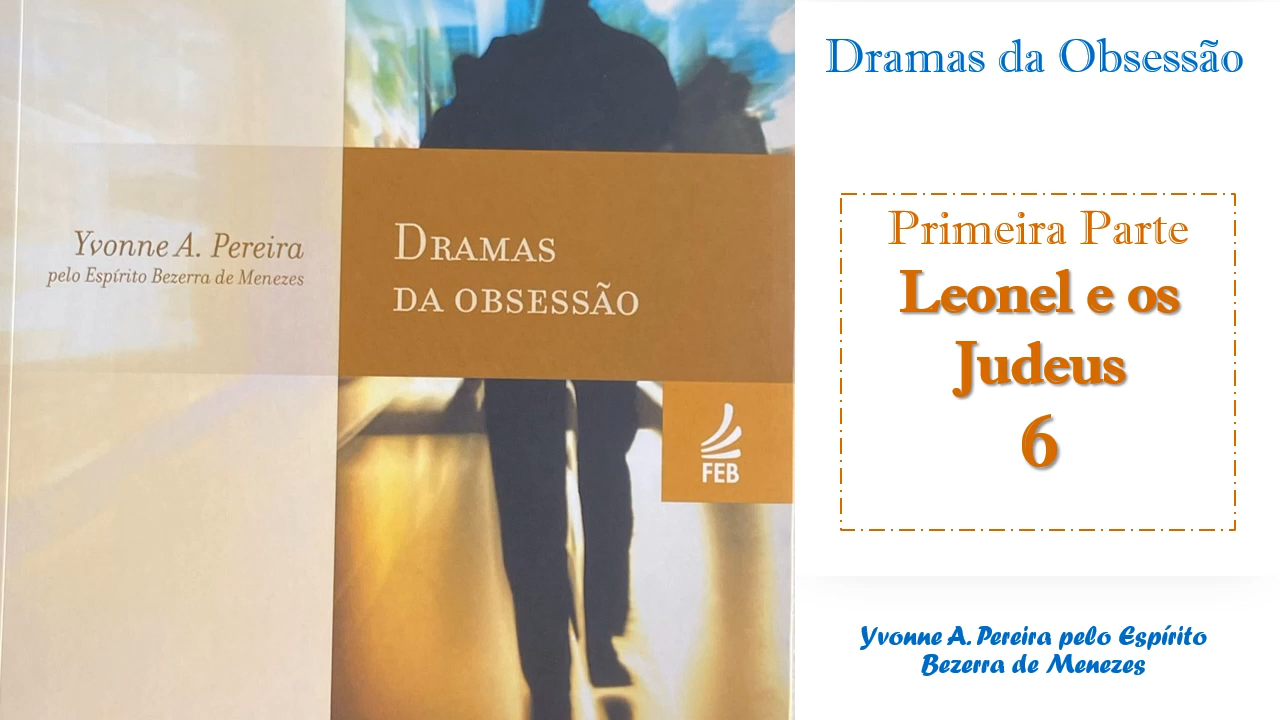 Yvonne A. Pereira
pelo Espírito Bezerra de Menezes
DRAMAS
DA OBSESSÃO
FEB
Dramas da Obsessão
Primeira Parte
Leonel e os
Judeus
6
Yvonne A. Pereira pelo Espírito
Bezerra de Menezes